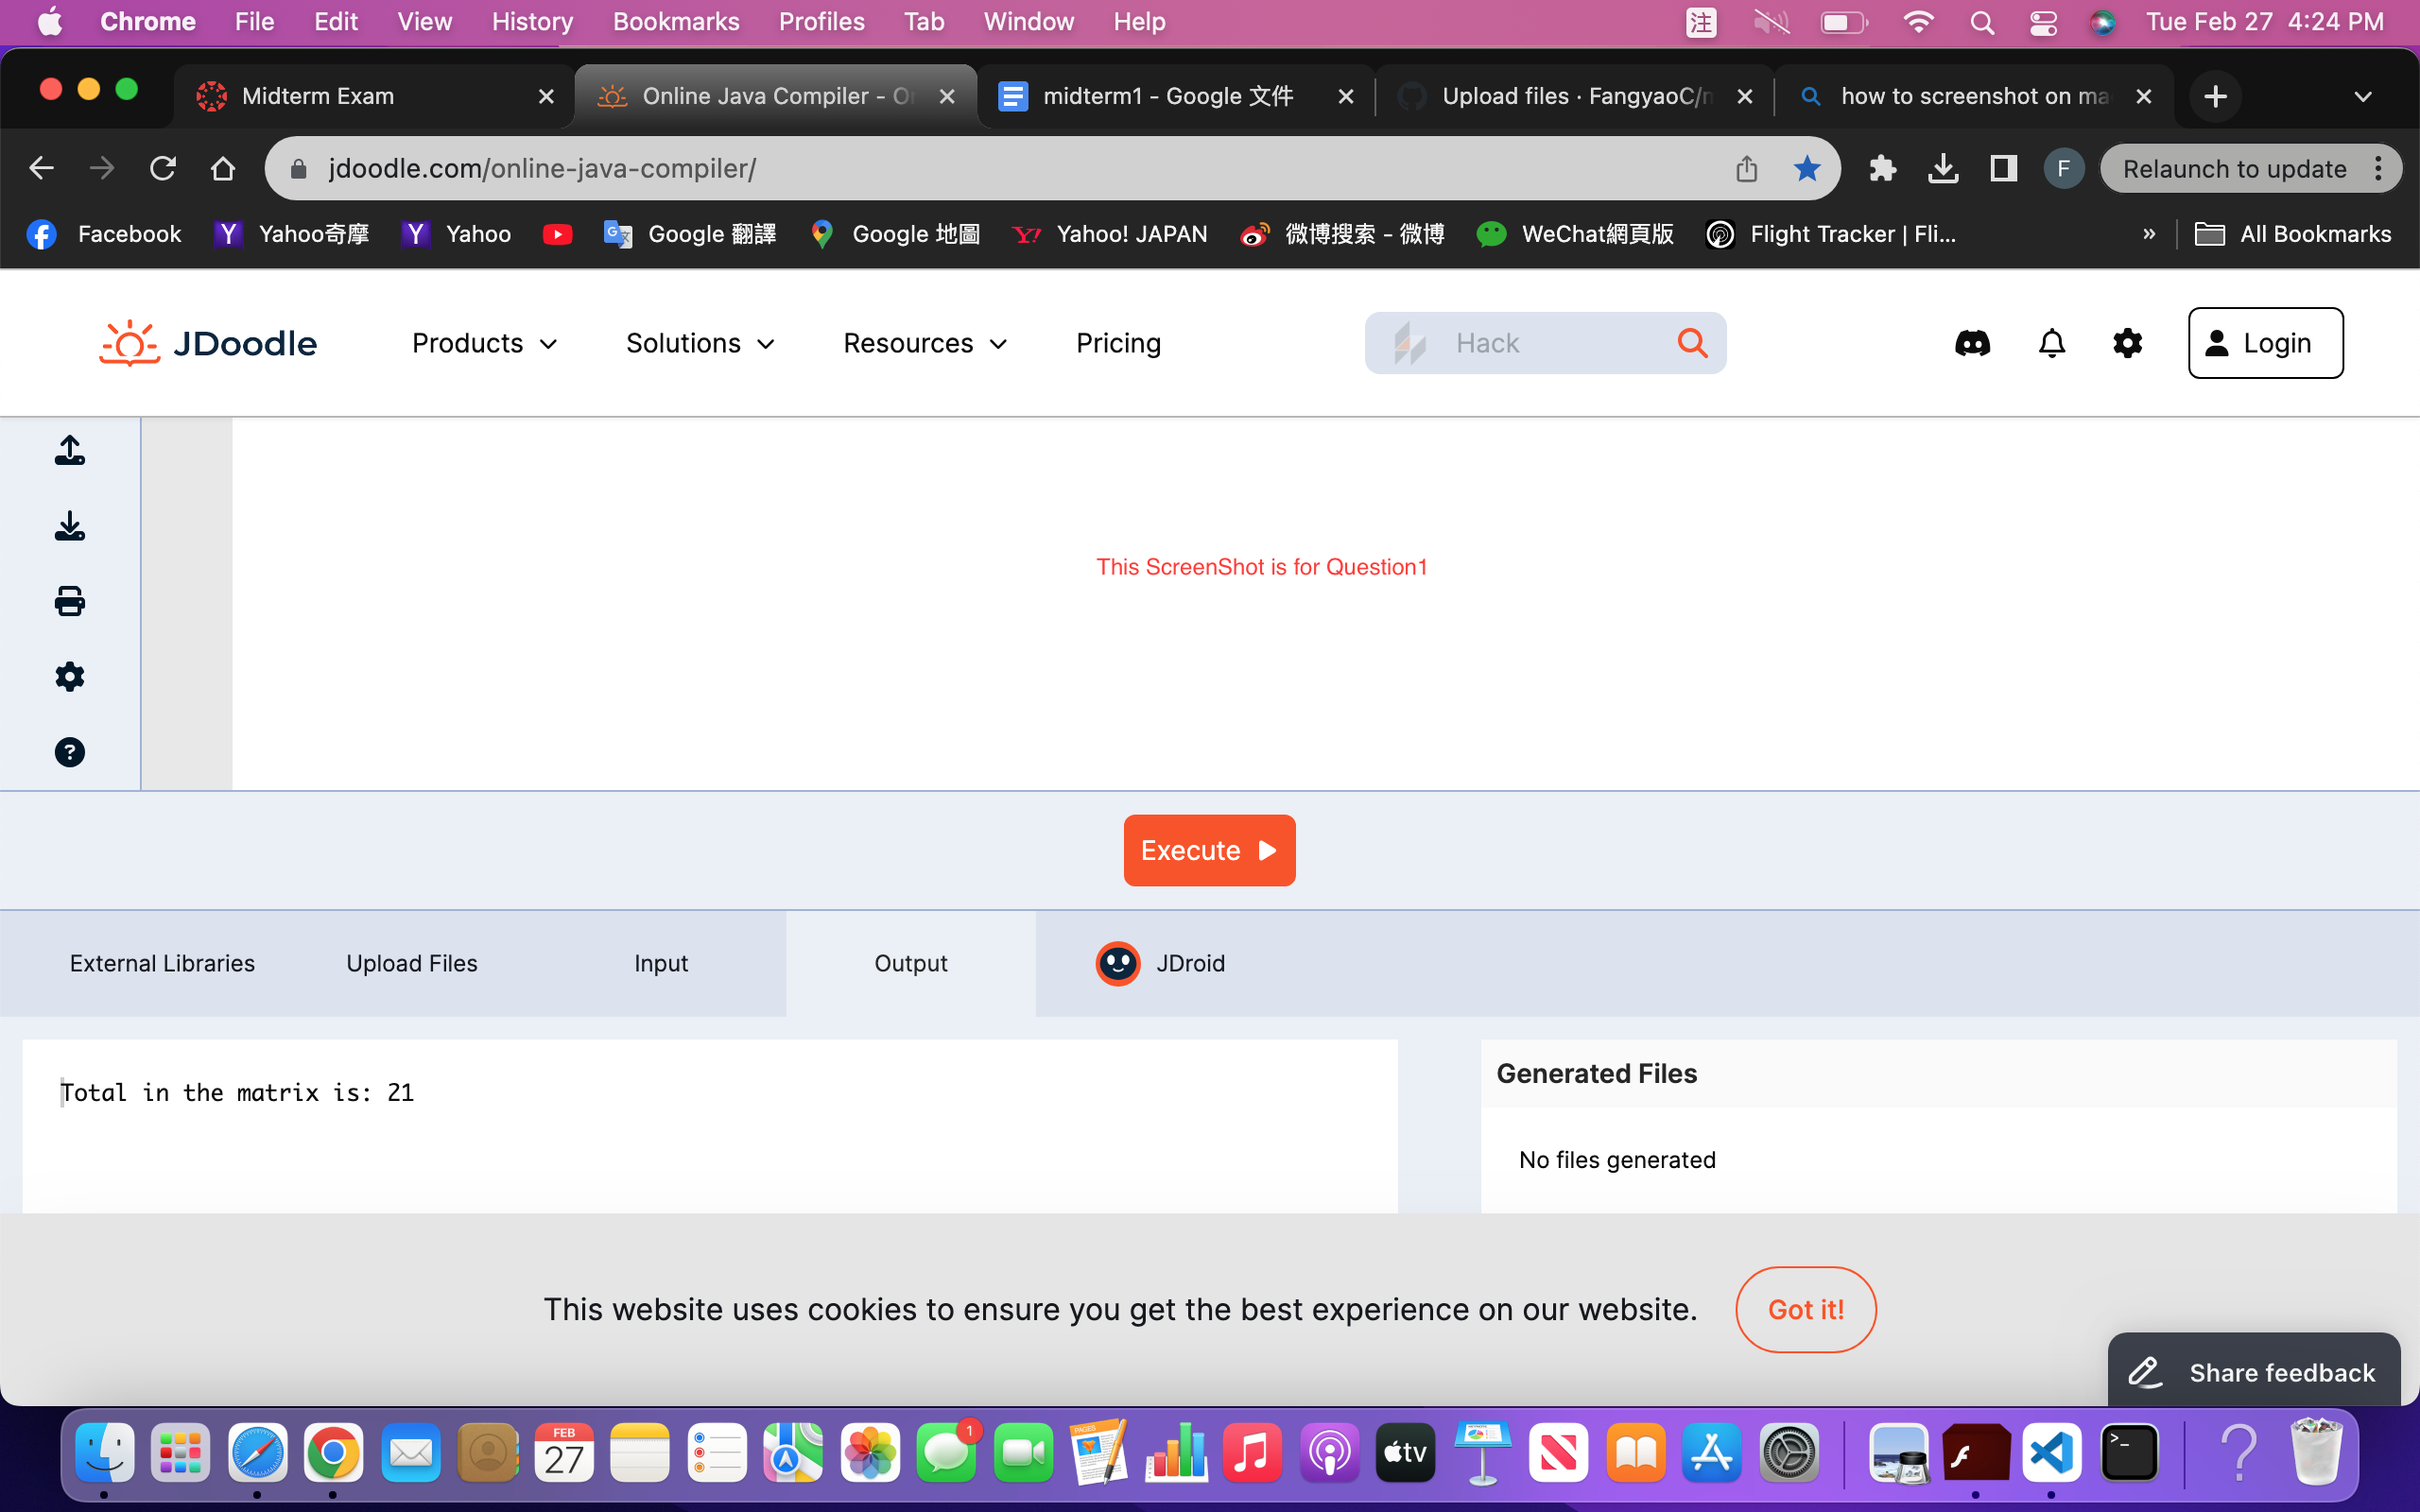 Chrome File Edit View History Bookmarks Profiles Tab Window Help 注 Tue Feb 27 4:24 PM
Midterm Exam Online Java Compiler - O midterm1 - Google 文件 Upload files · FangyaoC/ how to screenshot on ma
jdoodle.com/online-java-compiler/ F Relaunch to update
Facebook Yahoo奇摩 Yahoo Google 翻譯 Google 地圖 Yahoo! JAPAN 微博搜索 - 微博 WeChat網頁版 Flight Tracker | Fli... » All Bookmarks
JDoodle Products Solutions Resources Pricing Hack Login
This ScreenShot is for Question1
Execute
External Libraries Upload Files Input Output JDroid
Total in the matrix is: 21
Generated Files
No files generated
This website uses cookies to ensure you get the best experience on our website. Got it!
Share feedback
FEB 27 1 PAGES tv